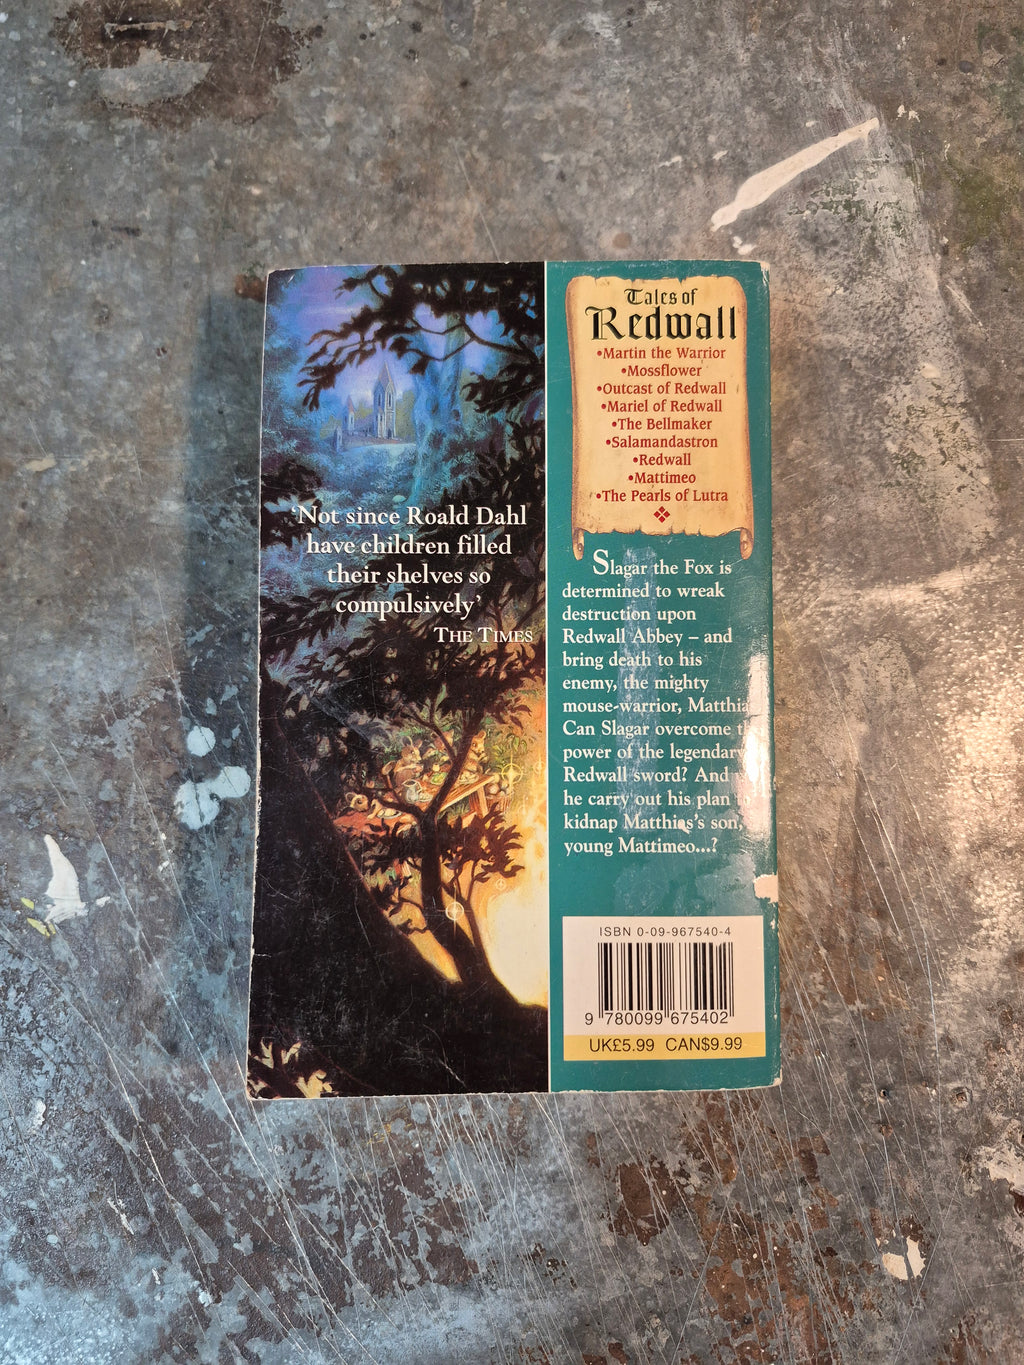 'Not since Roald Dahl
have children filled
their shelves so
compulsively'
THE TIMES
Tales of
Redwall
•Martin the Warrior
•Mossflower
•Outcast of Redwall
•Mariel of Redwall
•The Bellmaker
•Salamandastron
•Redwall
•Mattimeo
•The Pearls of Lutra
Slagar the Fox is
determined to wreak
destruction upon
Redwall Abbey – and
bring death to his
enemy, the mighty
mouse-warrior,
Can Slagar overcome
power of the legendary
Redwall sword? And
he carry out his plan
kidnap Matthias's son,
young Mattimeo...?
ISBN 0-09-967540-4
9 780099 675402
UK£5.99 CAN$9.99